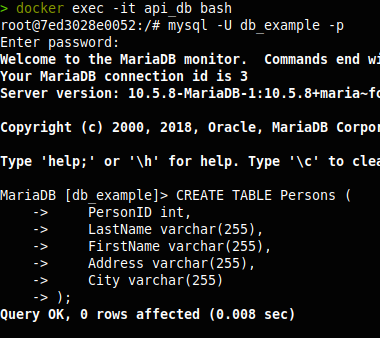 > docker exec -it api_db bash
root@7ed3028e0052:/# mysql -U db_example -p
Enter password:
Welcome to the MariaDB monitor.  Commands end wi
Your MariaDB connection id is 3
Server version: 10.5.8-MariaDB-1:10.5.8+maria~fo
Copyright (c) 2000, 2018, Oracle, MariaDB Corpor
Type 'help;' or '\h' for help. Type '\c' to clea
MariaDB [db_example]> CREATE TABLE Persons (
    ->     PersonID int,
    ->     LastName varchar(255),
    ->     FirstName varchar(255),
    ->     Address varchar(255),
    ->     City varchar(255)
    -> );
Query OK, 0 rows affected (0.008 sec)